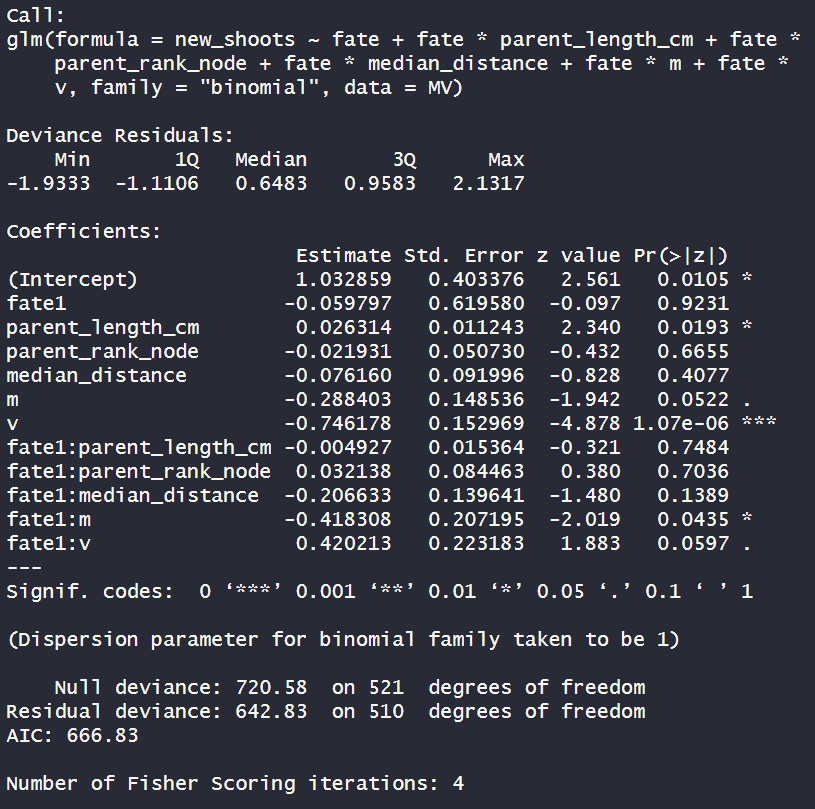 Call:
glm(formula = new_shoots ~ fate + fate * parent_length_cm + fate *
    parent_rank_node + fate * median_distance + fate * m + fate *
    v, family = "binomial", data = MV)

Deviance Residuals:
    Min       1Q   Median       3Q      Max
-1.9333  -1.1106   0.6483   0.9583   2.1317

Coefficients:
                        Estimate Std. Error z value Pr(>|z|)
(Intercept)             1.032859   0.403376   2.561   0.0105 *
fate1                  -0.059797   0.619580  -0.097   0.9231
parent_length_cm        0.026314   0.011243   2.340   0.0193 *
parent_rank_node       -0.021931   0.050730  -0.432   0.6655
median_distance        -0.076160   0.091996  -0.828   0.4077
m                      -0.288403   0.148536  -1.942   0.0522 .
v                      -0.746178   0.152969  -4.878 1.07e-06 ***
fate1:parent_length_cm -0.004927   0.015364  -0.321   0.7484
fate1:parent_rank_node  0.032138   0.084463   0.380   0.7036
fate1:median_distance  -0.206633   0.139641  -1.480   0.1389
fate1:m                -0.418308   0.207195  -2.019   0.0435 *
fate1:v                 0.420213   0.223183   1.883   0.0597 .
---
Signif. codes:  0 ‘***’ 0.001 ‘**’ 0.01 ‘*’ 0.05 ‘.’ 0.1 ‘ ’ 1

(Dispersion parameter for binomial family taken to be 1)

    Null deviance: 720.58  on 521  degrees of freedom
Residual deviance: 642.83  on 510  degrees of freedom
AIC: 666.83

Number of Fisher Scoring iterations: 4